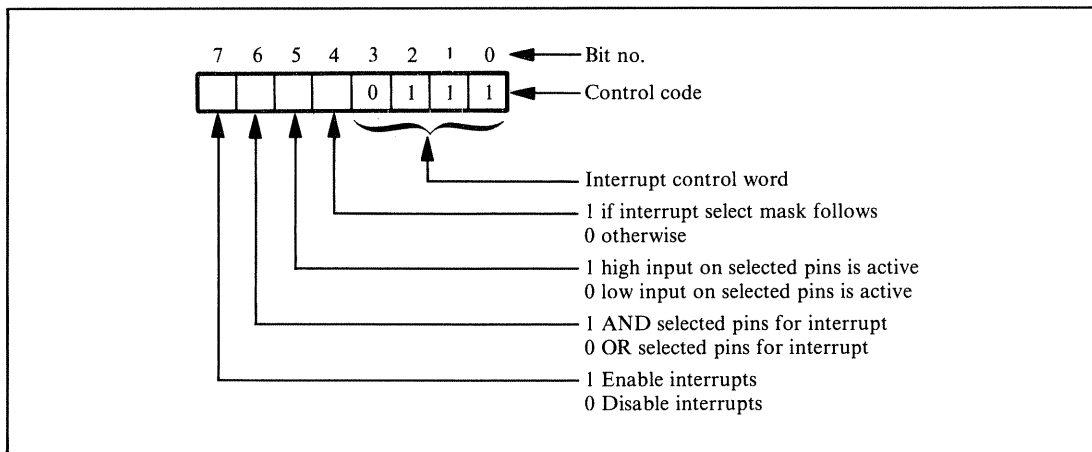 7 6 5 4 3 2 1 0 Bit no.
0 1 1 1 Control code
Interrupt control word
1 if interrupt select mask follows
0 otherwise
1 high input on selected pins is active
0 low input on selected pins is active
1 AND selected pins for interrupt
0 OR selected pins for interrupt
1 Enable interrupts
0 Disable interrupts